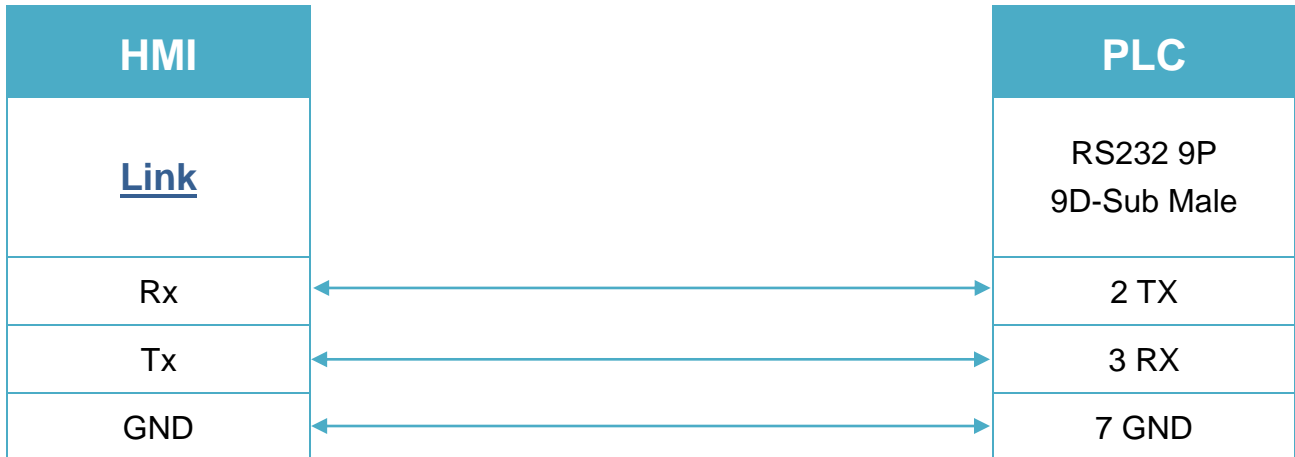 HMI PLC
Link
RS232 9P
9D-Sub Male
Rx 2 TX
Tx 3 RX
GND 7 GND